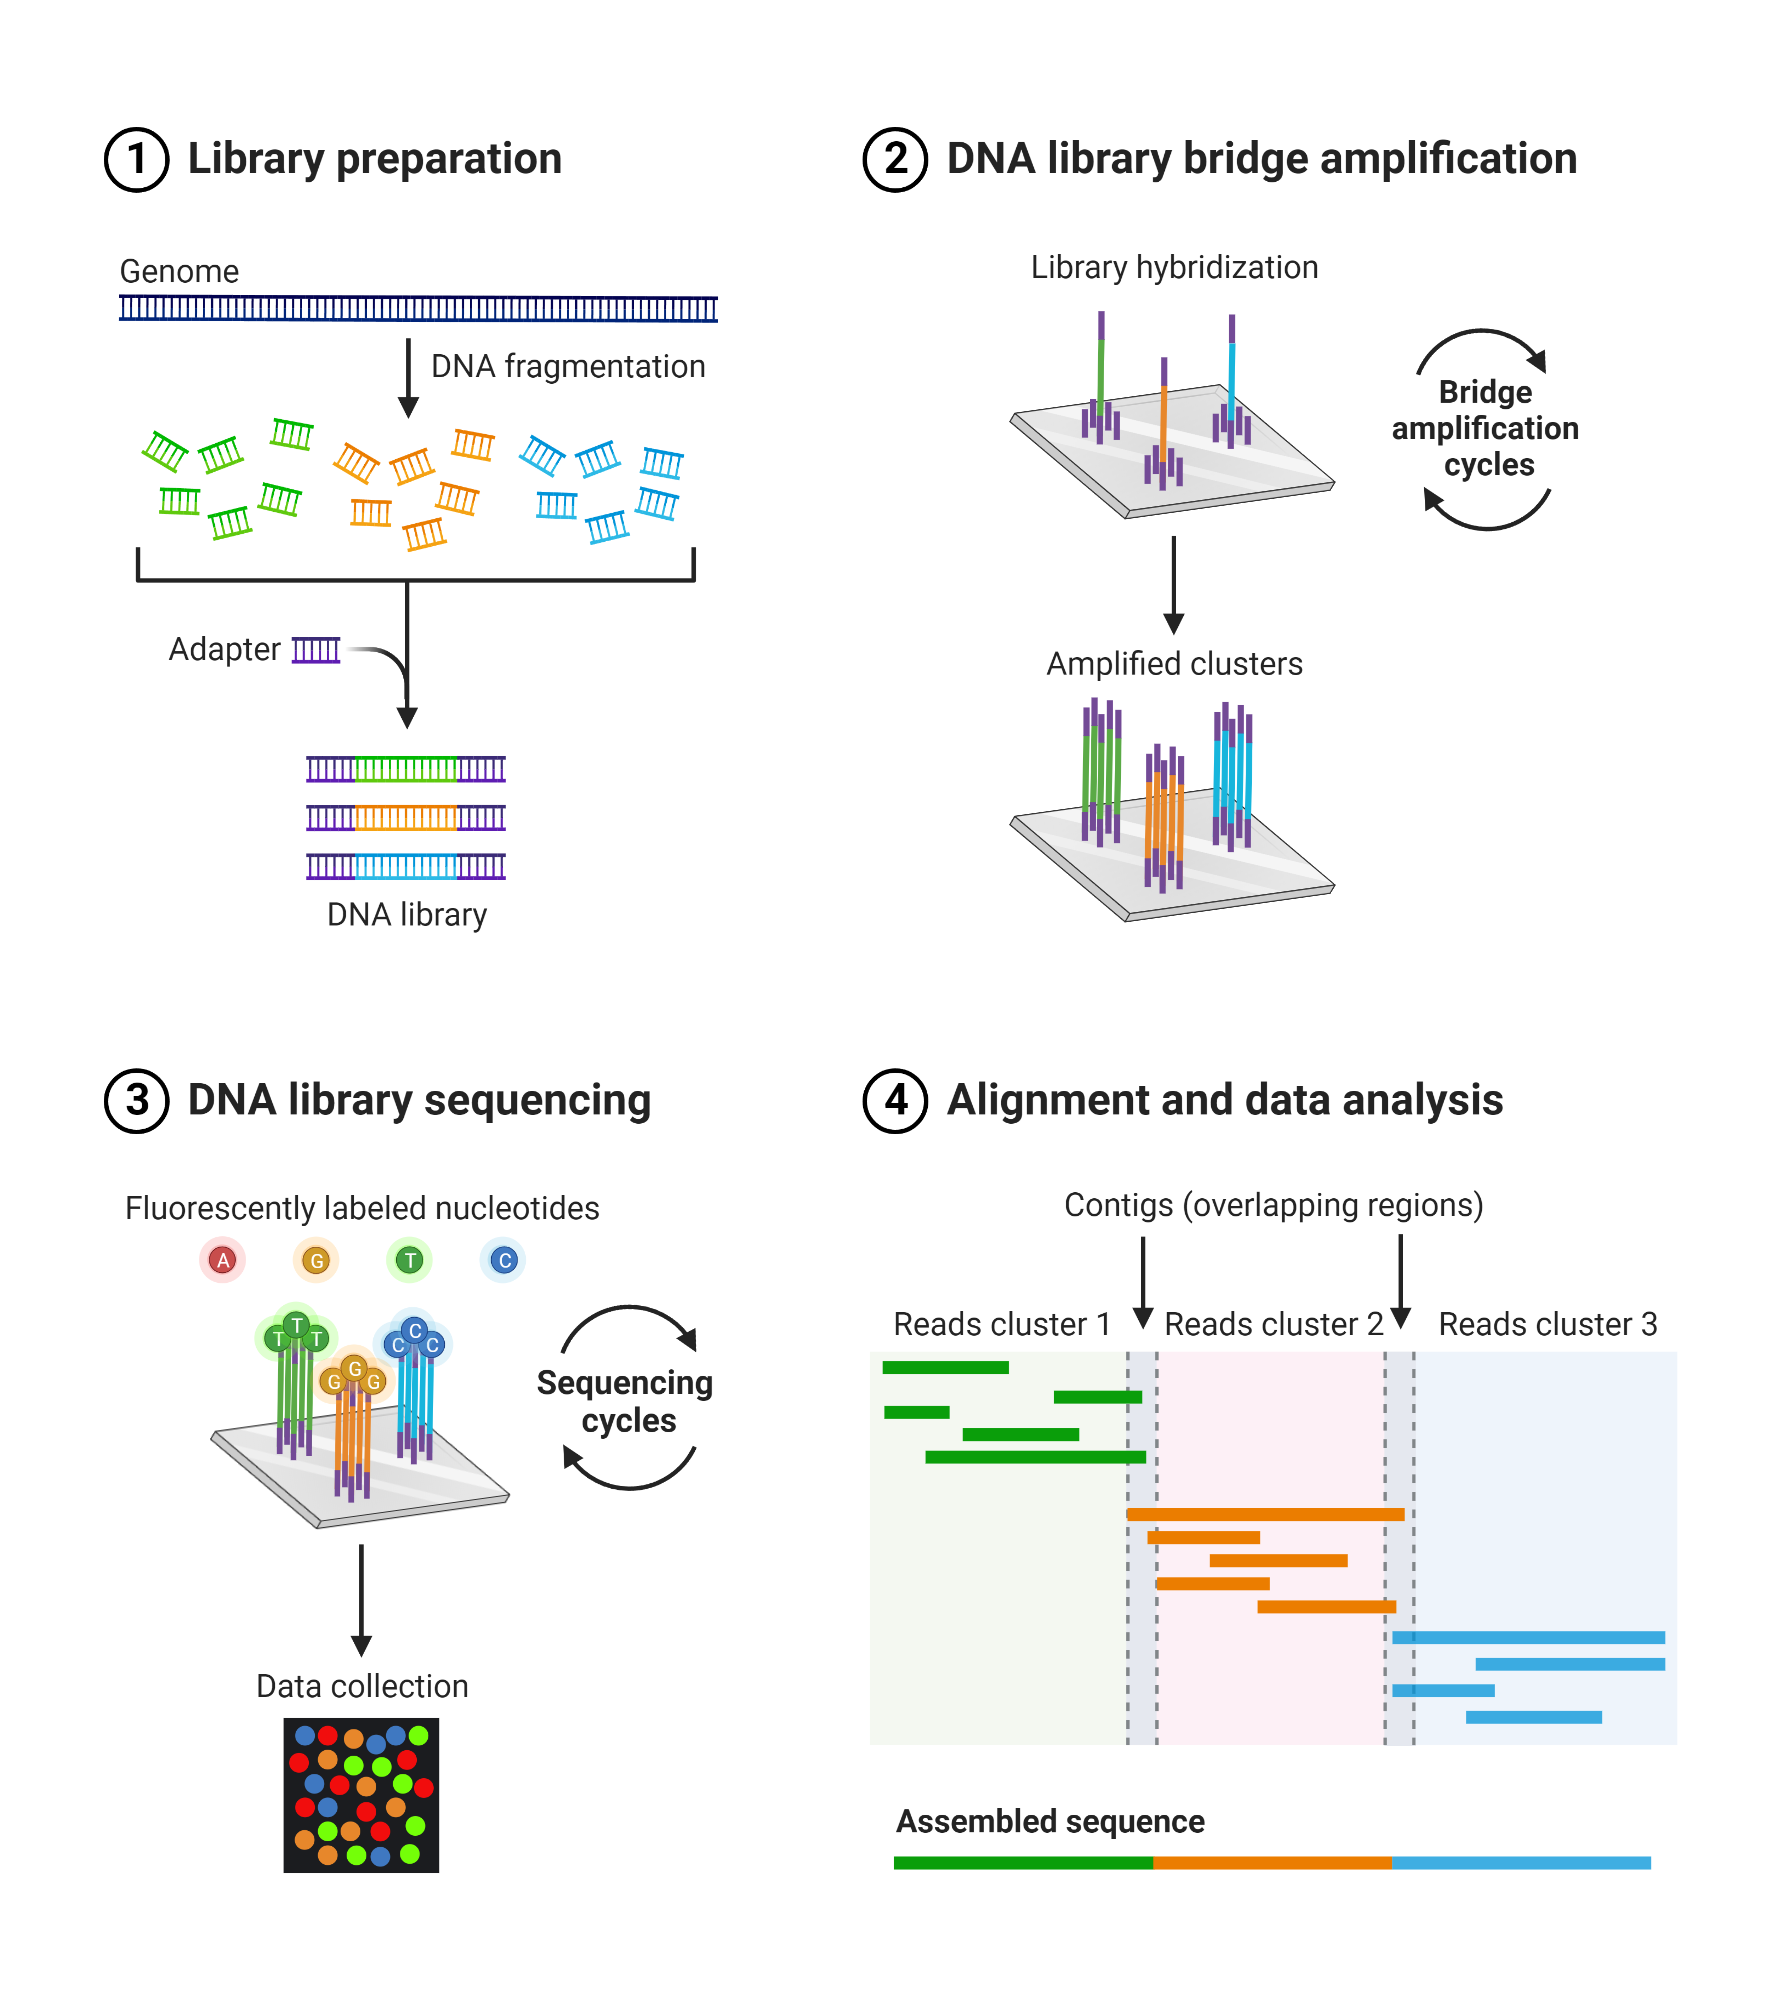 1 Library preparation
Genome
DNA fragmentation
Adapter
DNA library
2 DNA library bridge amplification
Library hybridization
Bridge
amplification
cycles
Amplified clusters
3 DNA library sequencing
Fluorescently labeled nucleotides
A G T C
T T T
C C C
G G G
Sequencing
cycles
Data collection
4 Alignment and data analysis
Contigs (overlapping regions)
Reads cluster 1 Reads cluster 2 Reads cluster 3
Assembled sequence